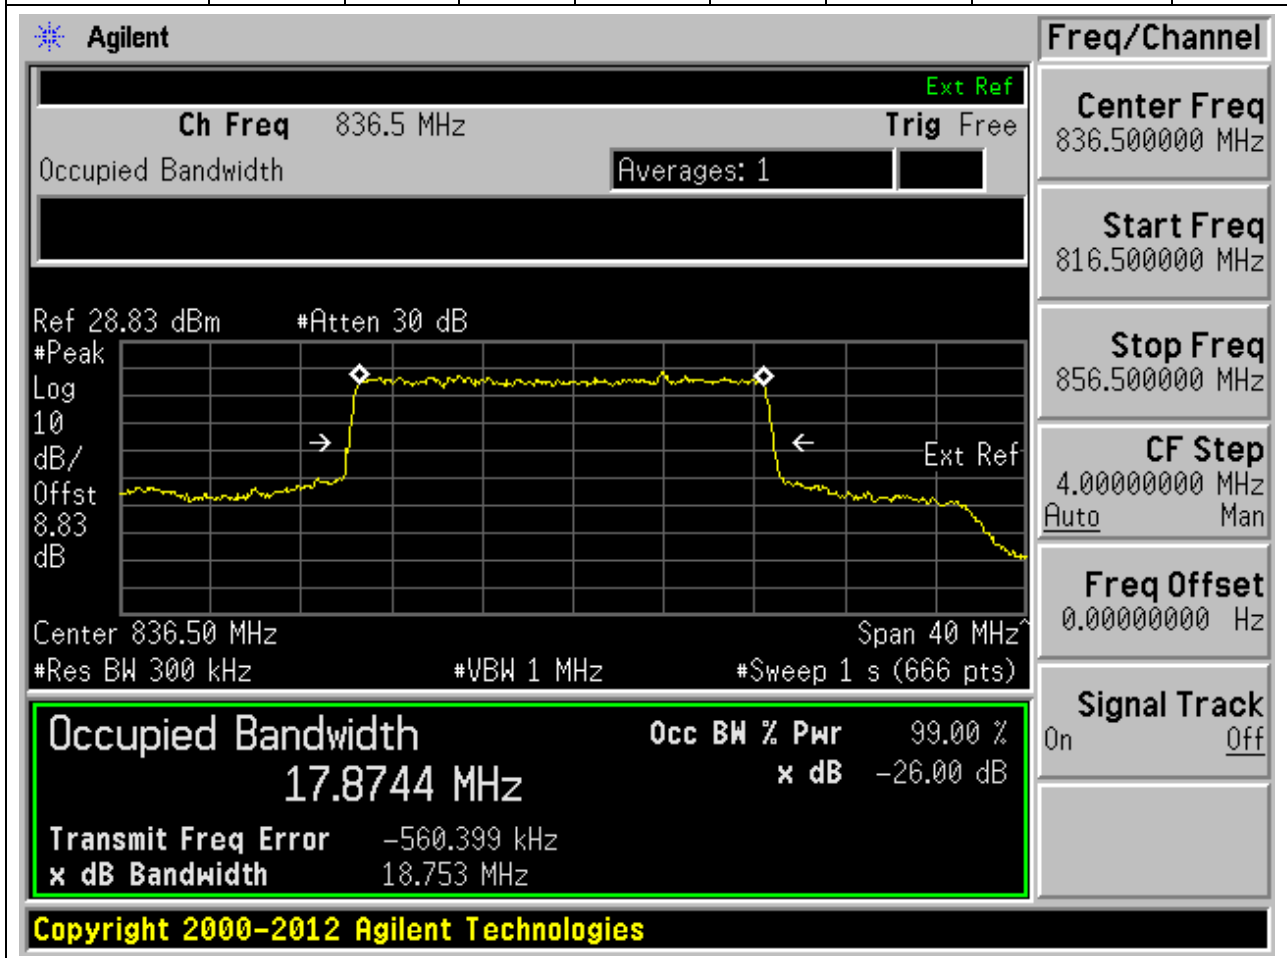 Agilent
Freq/Channel
Ext Ref
Ch Freq 836.5 MHz Trig Free
Occupied Bandwidth Averages: 1
Center Freq
836.500000 MHz
Start Freq
816.500000 MHz
Stop Freq
856.500000 MHz
CF Step
4.00000000 MHz
Auto Man
Freq Offset
0.00000000 Hz
Signal Track
On Off
Ref 28.83 dBm #Atten 30 dB
#Peak
Log
10
dB/
Offst
8.83
dB
Ext Ref
Center 836.50 MHz Span 40 MHz^
#Res BW 300 kHz #VBW 1 MHz #Sweep 1 s (666 pts)
Occupied Bandwidth
17.8744 MHz
Occ BW % Pwr 99.00 %
x dB -26.00 dB
Transmit Freq Error -560.399 kHz
x dB Bandwidth 18.753 MHz
Copyright 2000-2012 Agilent Technologies